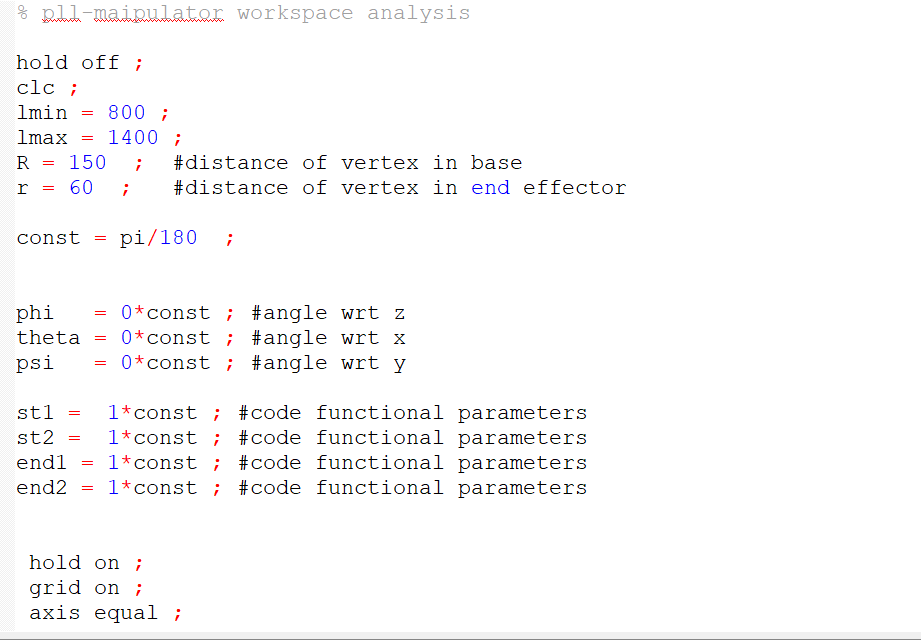 % pll-maipulator workspace analysis
hold off ;
clc ;
lmin = 800 ;
lmax = 1400 ;
R = 150  ;  #distance of vertex in base
r = 60  ;   #distance of vertex in end effector
const = pi/180  ;
phi   = 0*const ; #angle wrt z
theta = 0*const ; #angle wrt x
psi   = 0*const ; #angle wrt y
st1 =  1*const ; #code functional parameters
st2 =  1*const ; #code functional parameters
end1 = 1*const ; #code functional parameters
end2 = 1*const ; #code functional parameters
hold on ;
grid on ;
axis equal ;